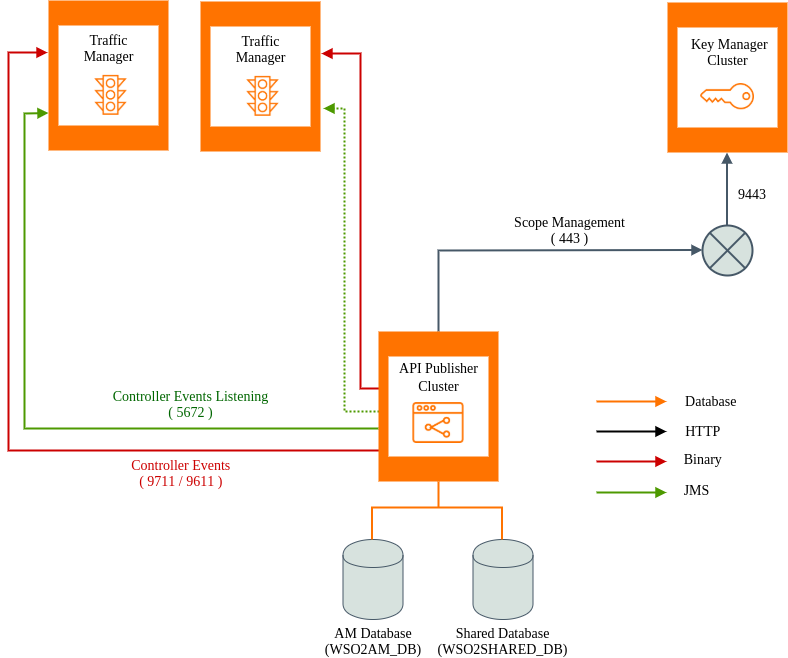 Traffic
Manager
Traffic
Manager
Key Manager
Cluster
9443
Scope Management
( 443 )
API Publisher
Cluster
Controller Events Listening
( 5672 )
Controller Events
( 9711 / 9611 )
Database
HTTP
Binary
JMS
AM Database
(WSO2AM_DB)
Shared Database
(WSO2SHARED_DB)